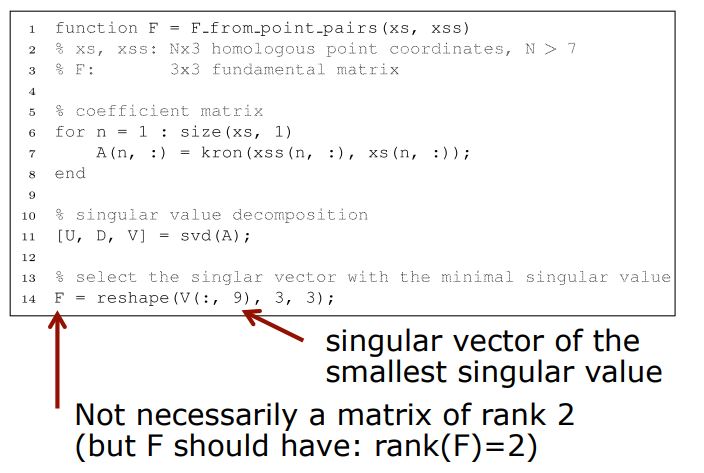 1 function F = F_from_point_pairs(xs, xss)
2 % xs, xss: Nx3 homologous point coordinates, N > 7
3 % F: 3x3 fundamental matrix
4
5 % coefficient matrix
6 for n = 1 : size(xs, 1)
7 A(n, :) = kron(xss(n, :), xs(n, :));
8 end
9
10 % singular value decomposition
11 [U, D, V] = svd(A);
12
13 % select the singlar vector with the minimal singular value
14 F = reshape(V(:, 9), 3, 3);
singular vector of the
smallest singular value
Not necessarily a matrix of rank 2
(but F should have: rank(F)=2)